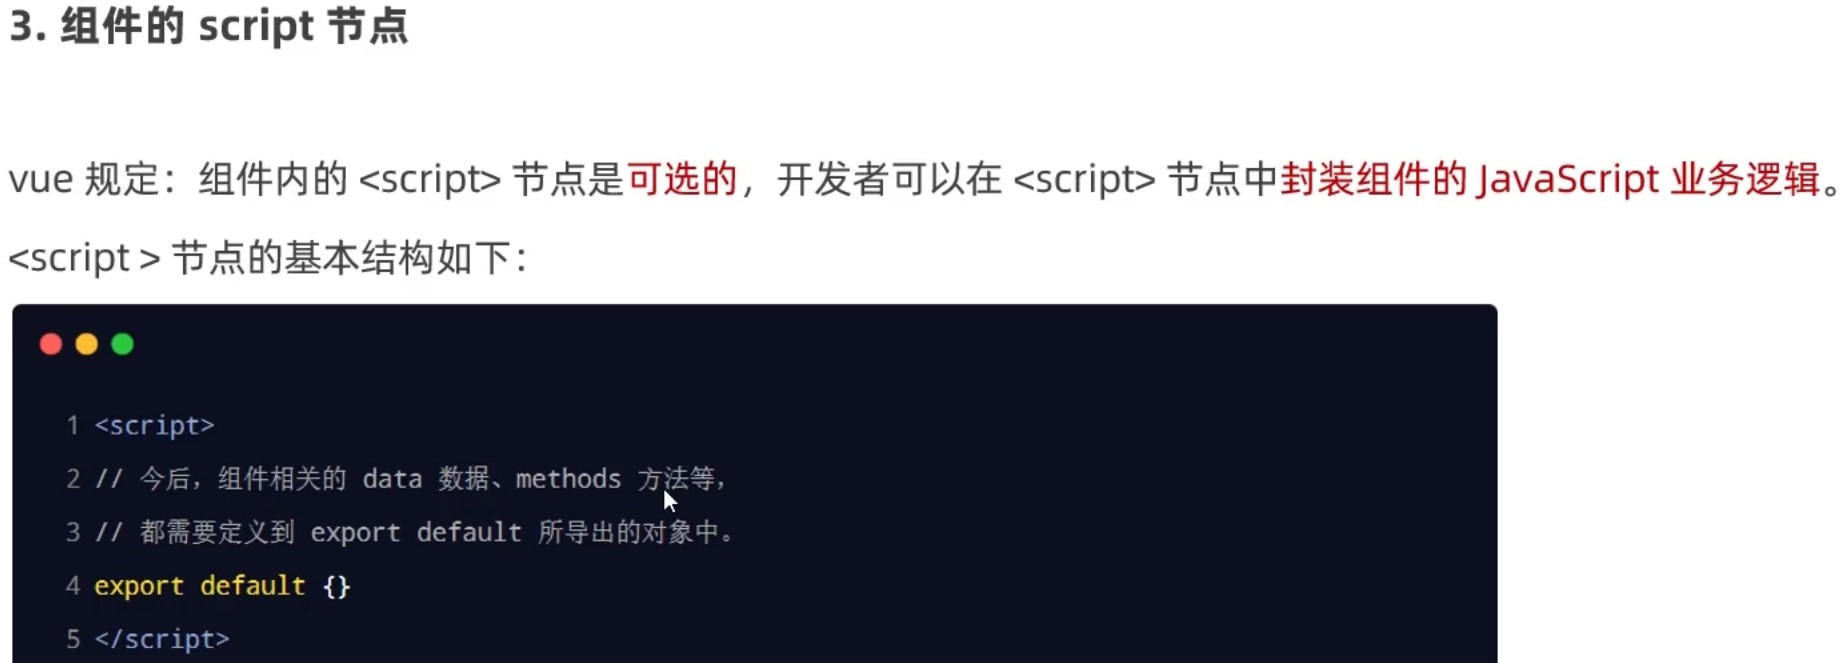 3. 组件的 script 节点
vue 规定：组件内的 <script> 节点是可选的，开发者可以在 <script> 节点中封装组件的 JavaScript 业务逻辑。
<script > 节点的基本结构如下：
1 <script>
2 // 今后，组件相关的 data 数据、methods 方法等，
3 // 都需要定义到 export default 所导出的对象中。
4 export default {}
5 </script>